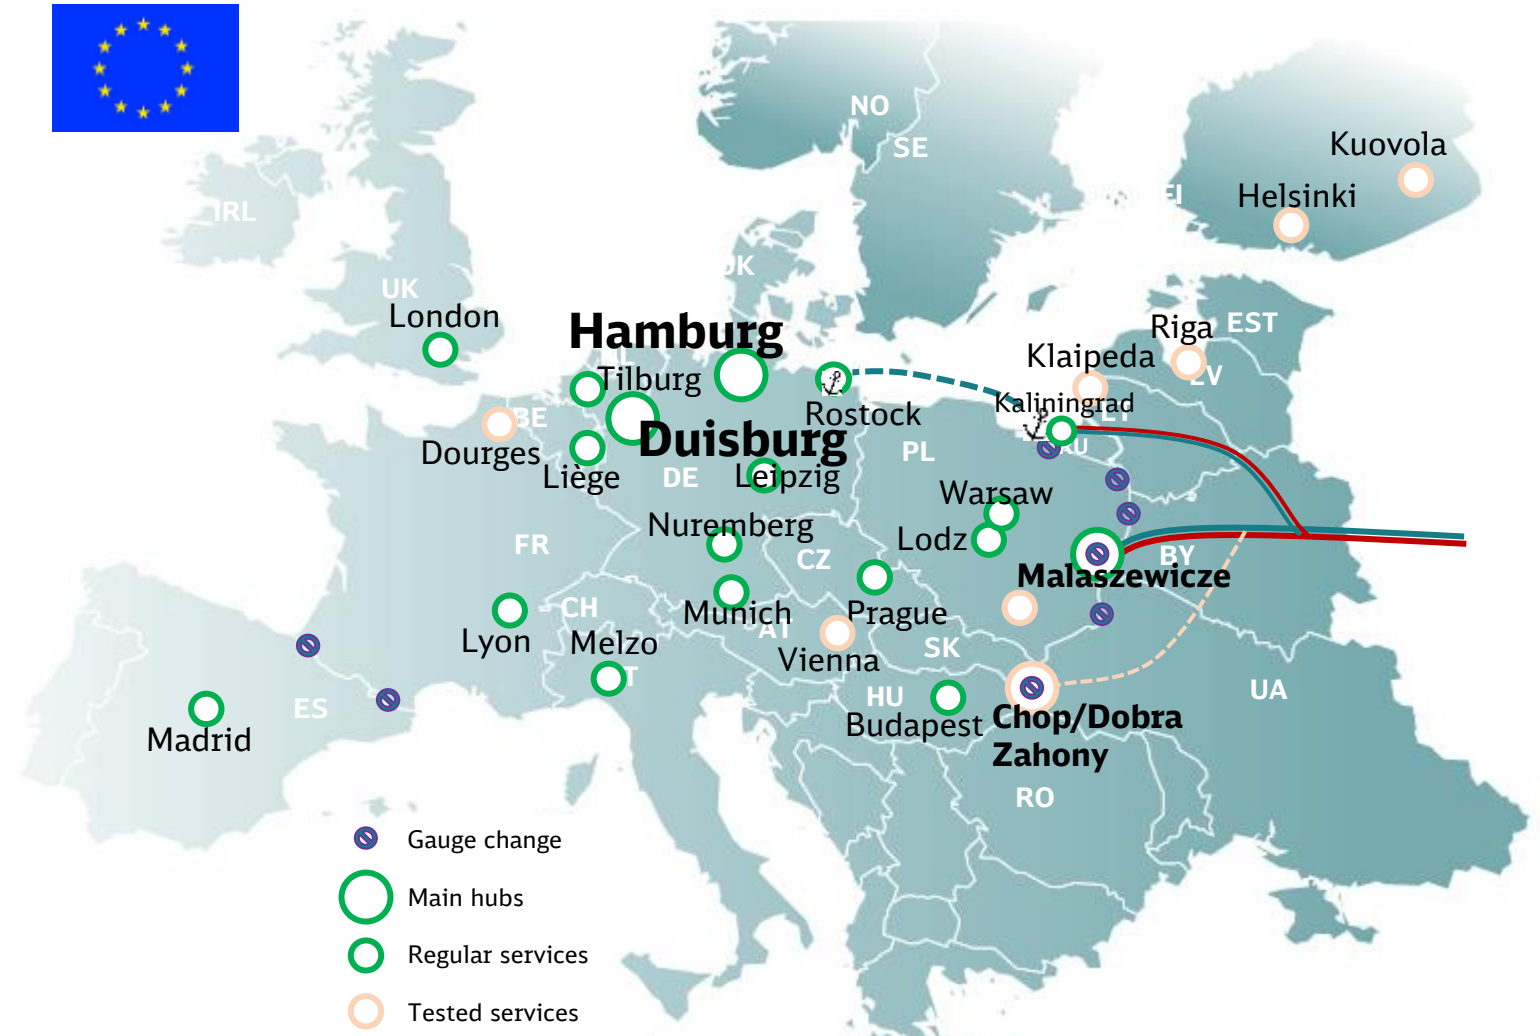 NO
SE
Kuovola
FI
Helsinki
IRL
DK
UK
London
Hamburg
Riga
EST
Klaipeda
LV
Tilburg
Kaliningrad
BE
Rostock
LT
Dourges
Duisburg
RU
PL
Liège
DE
Leipzig
Warsaw
Nuremberg
Lodz
FR
CZ
BY
Malaszewicze
CH
Munich
Prague
AT
Lyon
Melzo
SK
Vienna
IT
ES
HU
UA
Madrid
Budapest
Chop/Dobra
Zahony
RO
Gauge change
Main hubs
Regular services
Tested services